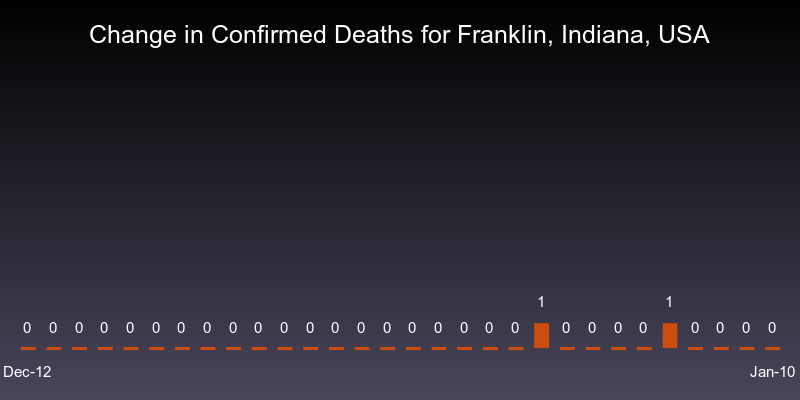 Change in Confirmed Deaths for Franklin, Indiana, USA
1 1
0 0 0 0 0 0 0 0 0 0 0 0 0 0 0 0 0 0 0 0 0 0 0 0 0 0 0 0
Dec-12 Jan-10